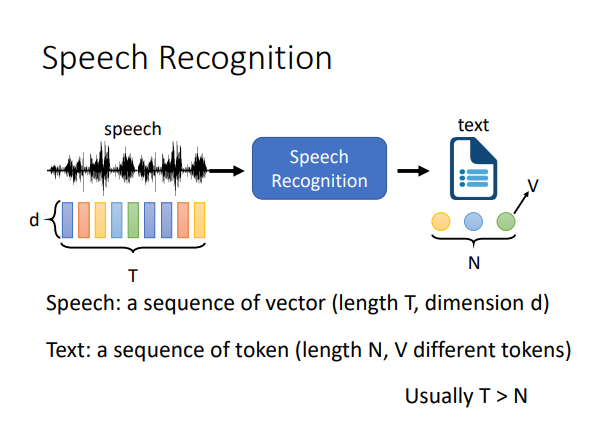 Speech Recognition
speech
text
Speech
Recognition
V
d
T
N
Speech: a sequence of vector (length T, dimension d)
Text: a sequence of token (length N, V different tokens)
Usually T > N